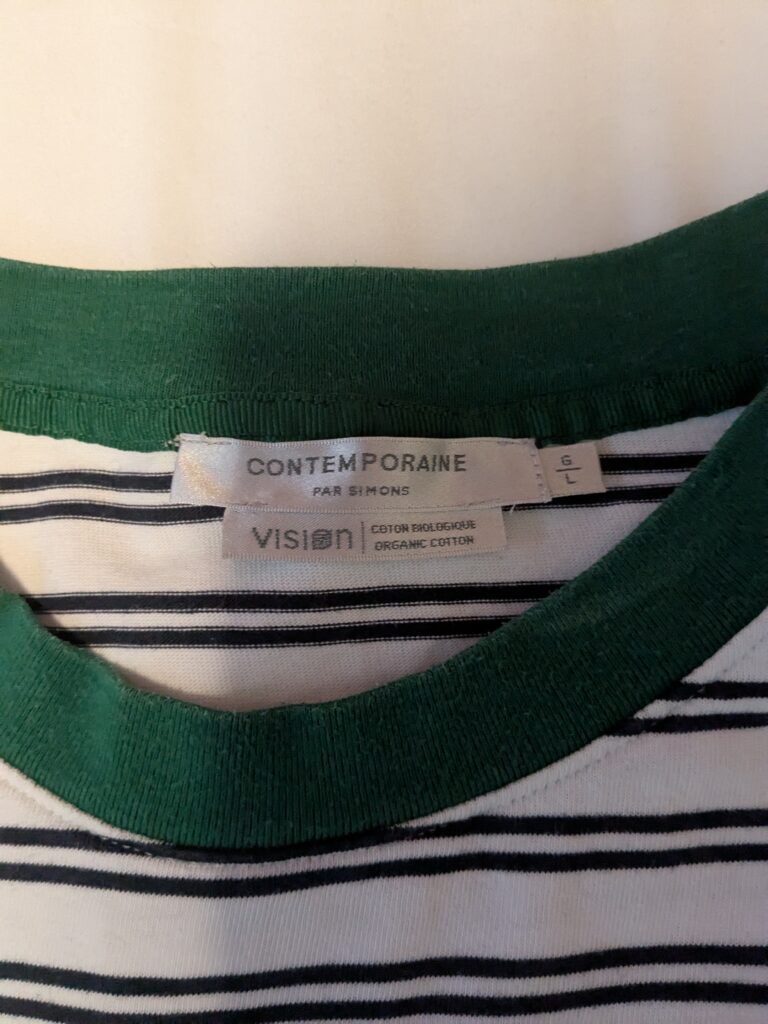 CONTEMPORAINE
PAR SIMONS
G
L
VISION
COTON BIOLOGIQUE
ORGANIC COTTON